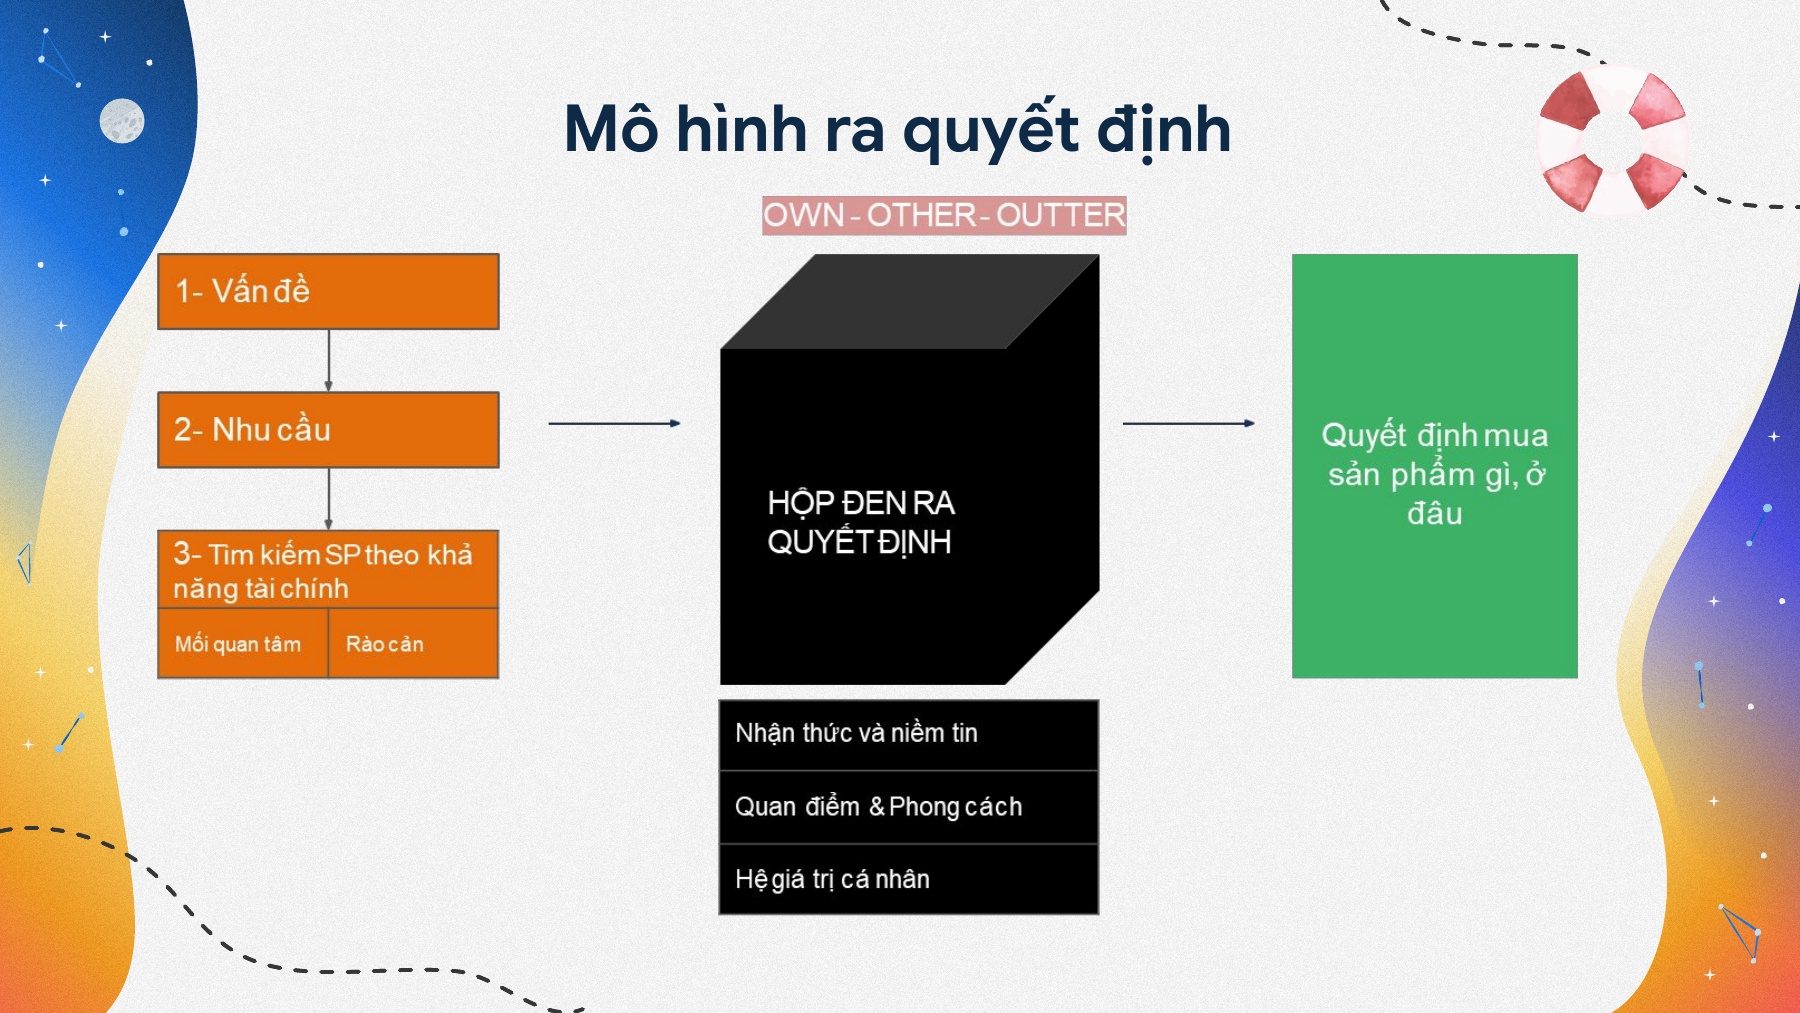 Mô hình ra quyết định
OWN - OTHER - OUTTER
1- Vấn đề
2- Nhu cầu
3- Tìm kiếm SP theo khả
năng tài chính
Mối quan tâm
Rào cản
HỘP ĐEN RA
QUYẾT ĐỊNH
Nhận thức và niềm tin
Quan điểm & Phong cách
Hệ giá trị cá nhân
Quyết định mua
sản phẩm gì, ở
đâu